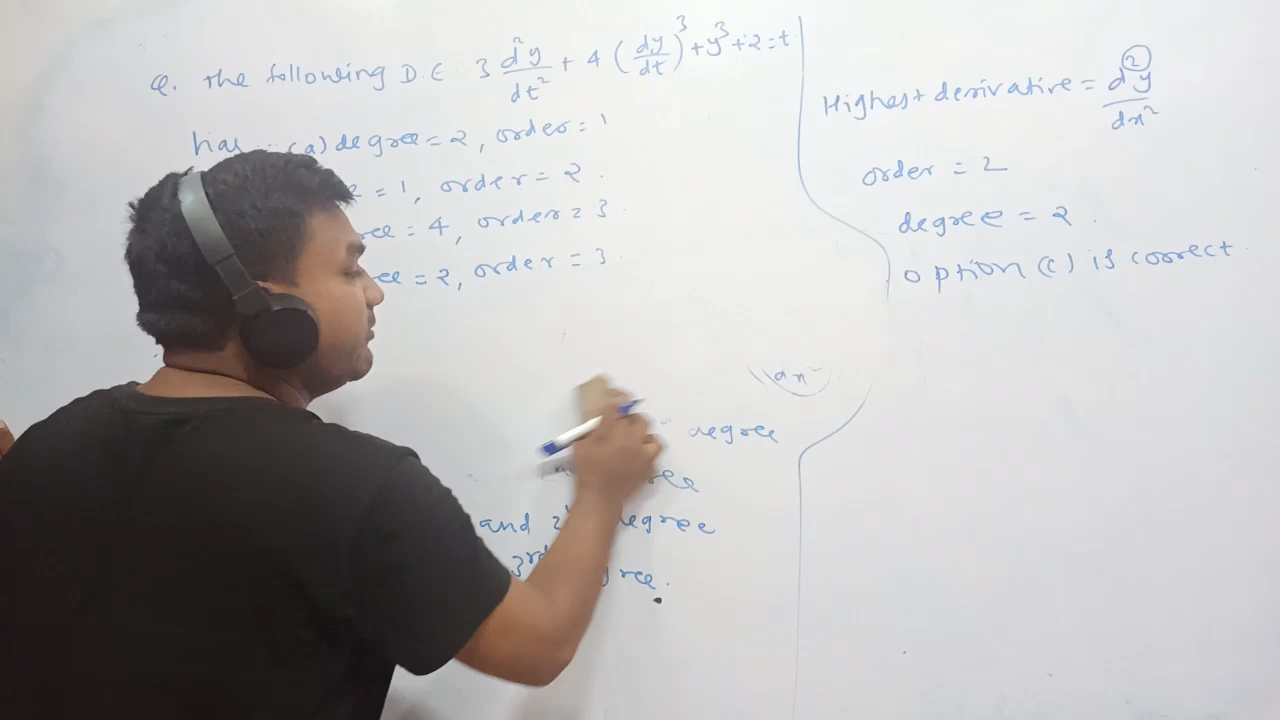 Q. The following D.E. 3 d²y/dt² + 4 (dy/dt)³ + y³ + 2 = t
has (a) degree = 2, order = 1
= 1, order = 2.
= 4, order = 3.
= 2, order = 3.
Highest derivative = d²y/dx²
order = 2
degree = 2.
option (c) is correct.
ax²
degree
and degree
3rd